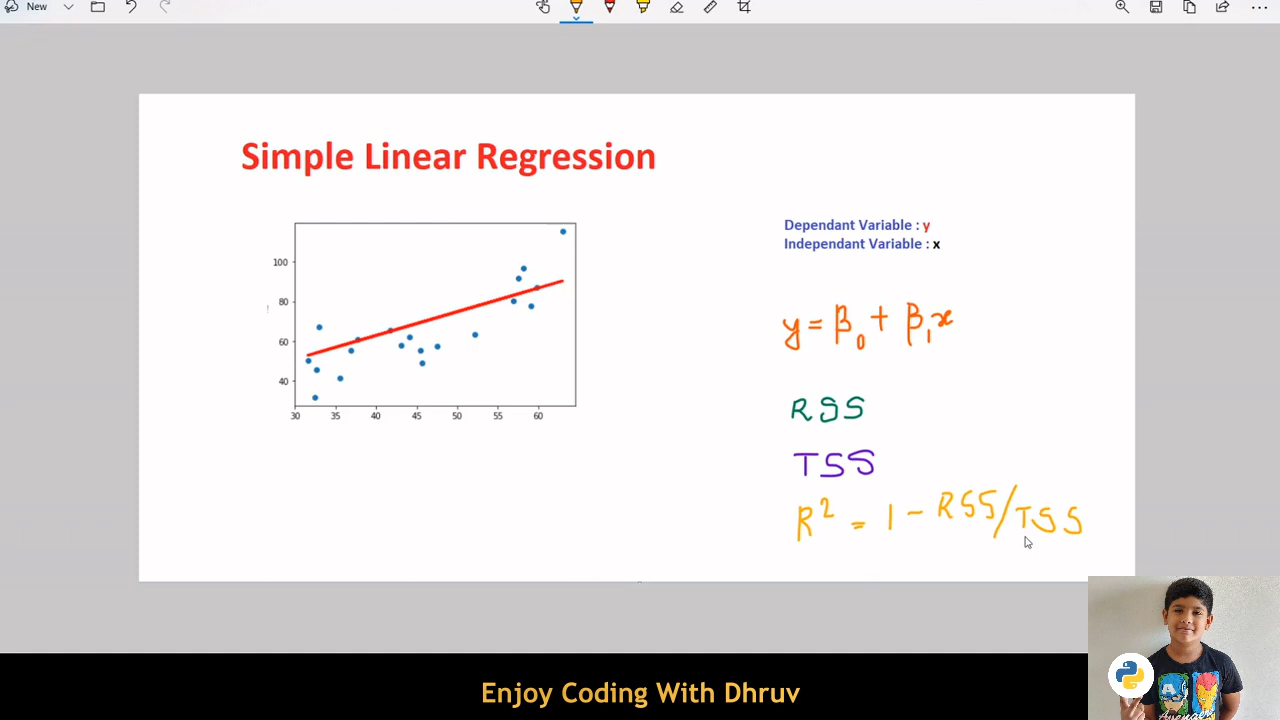 New
Simple Linear Regression
Dependant Variable : y
Independant Variable : x
100
80
60
40
30 35 40 45 50 55 60
y = β₀ + β₁x
RSS
TSS
R² = 1 - RSS/TSS
Enjoy Coding With Dhruv